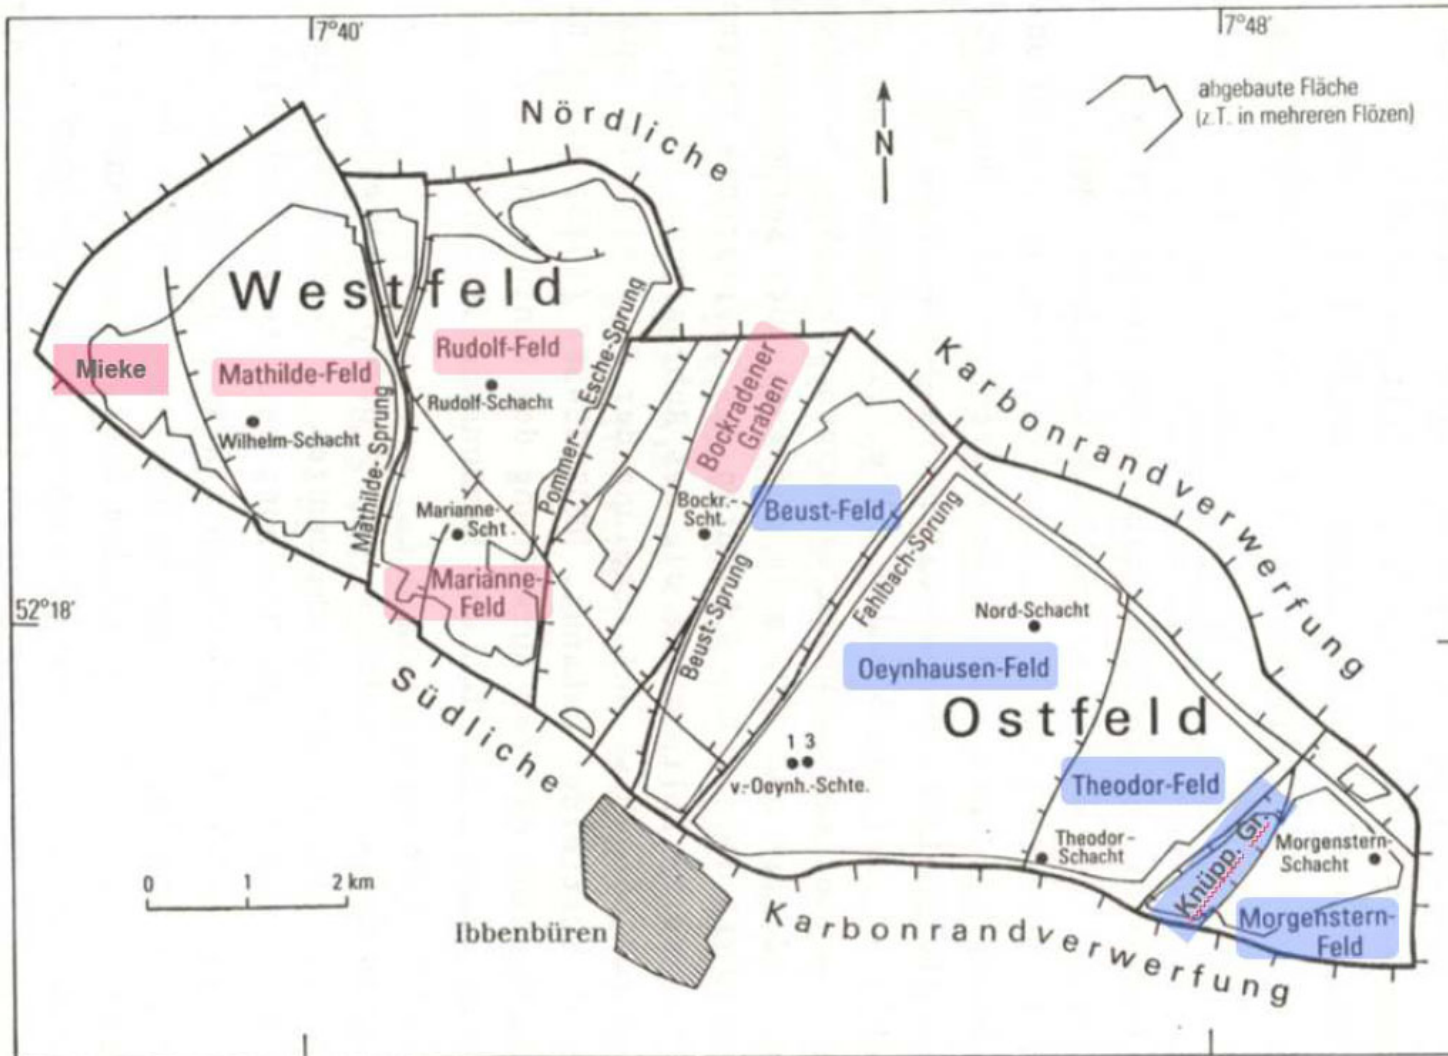 7°40'
7°48'
abgebaute Fläche
(z.T. in mehreren Flözen)
N
Nördliche
Karbonrandverwerfung
Westfeld
Mieke
Mathilde-Feld
Rudolf-Feld
Rudolf-Schacht
Wilhelm-Schacht
Mathilde-Sprung
Pommer-Esche-Sprung
Bockradener
Graben
Marianne-
Scht.
Bockr.-
Scht.
Beust-Feld
Marianne-
Feld
Beust-Sprung
Fahlbach-Sprung
52°18'
Nord-Schacht
Oeynhausen-Feld
Ostfeld
1 3
v.-Oeynh.-Schte.
Theodor-Feld
Theodor-
Schacht
Knüpp. Gr.
Morgenstern-
Schacht
Morgenstern-
Feld
Südliche
Karbonrandverwerfung
0 1 2 km
Ibbenbüren